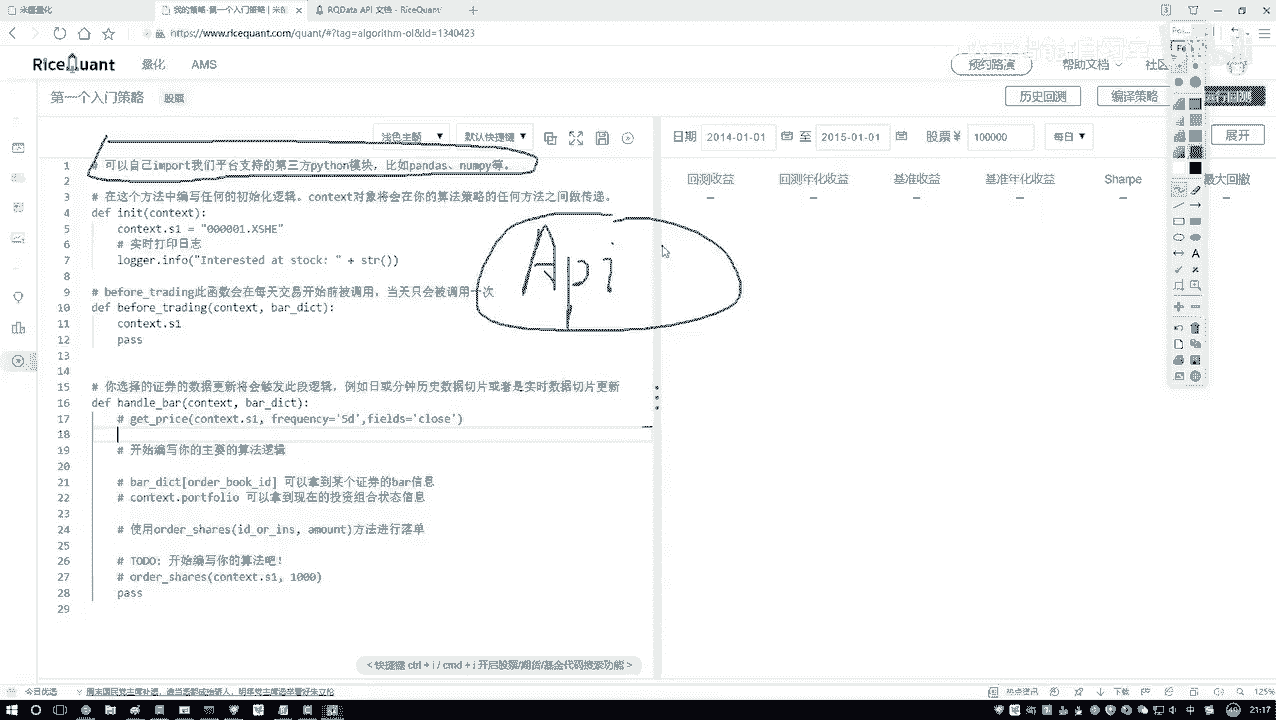 我的策略-第一个入门策略 | 米筐
RQData API 文档 - RiceQuant
https://www.ricequant.com/quant/#?tag=algorithm-ol&id=1340423
RiceQuant 量化 AMS 预约路演 帮助文档 社区
第一个入门策略 股票 历史回测 编译策略
浅色主题 默认快捷键 日期 2014-01-01 至 2015-01-01 股票¥ 100000 每日 展开
1 # 可以自己import我们平台支持的第三方python模块，比如pandas、numpy等。
回测收益 回测年化收益 基准收益 基准年化收益 Sharpe 最大回撤
2
3 # 在这个方法中编写任何的初始化逻辑。context对象将会在你的算法策略的任何方法之间做传递。
4 def init(context):
5 context.s1 = "000001.XSHE"
6 # 实时打印日志
7 logger.info("Interested at stock: " + str())
8
9 # before_trading此函数会在每天交易开始前被调用，当天只会被调用一次
10 def before_trading(context, bar_dict):
11 context.s1
12 pass
13
14
15 # 你选择的证券的数据更新将会触发此段逻辑，例如日或分钟历史数据切片或者是实时数据切片更新
16 def handle_bar(context, bar_dict):
17 # get_price(context.s1, frequency='5d',fields='close')
18
19 # 开始编写你的主要的算法逻辑
20
21 # bar_dict[order_book_id] 可以拿到某个证券的bar信息
22 # context.portfolio 可以拿到现在的投资组合状态信息
23
24 # 使用order_shares(id_or_ins, amount)方法进行落单
25
26 # TODO: 开始编写你的算法吧！
27 # order_shares(context.s1, 1000)
28 pass
29
Api
<快捷键 ctrl + i / cmd + i 开启股票/期货/基金代码搜索功能 >
今日优选 热点资讯 下载 125%
中 21:17